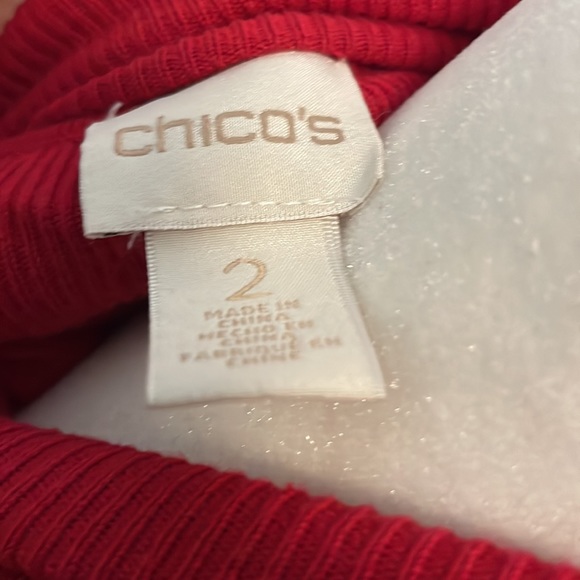 chico's
2
MADE IN
CHINA
HECHO EN
CHINA
FABRIQUÉ EN
CHINE